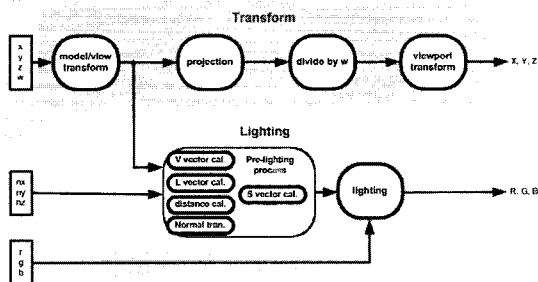 Transform
x
y
z
w
model/view
transform
projection
divide by w
viewport
transform
X, Y, Z
Lighting
V vector cal.
L vector cal.
distance cal.
Normal tran.
Pre-lighting
process
S vector cal.
nx
ny
nz
lighting
R, G, B
r
g
b